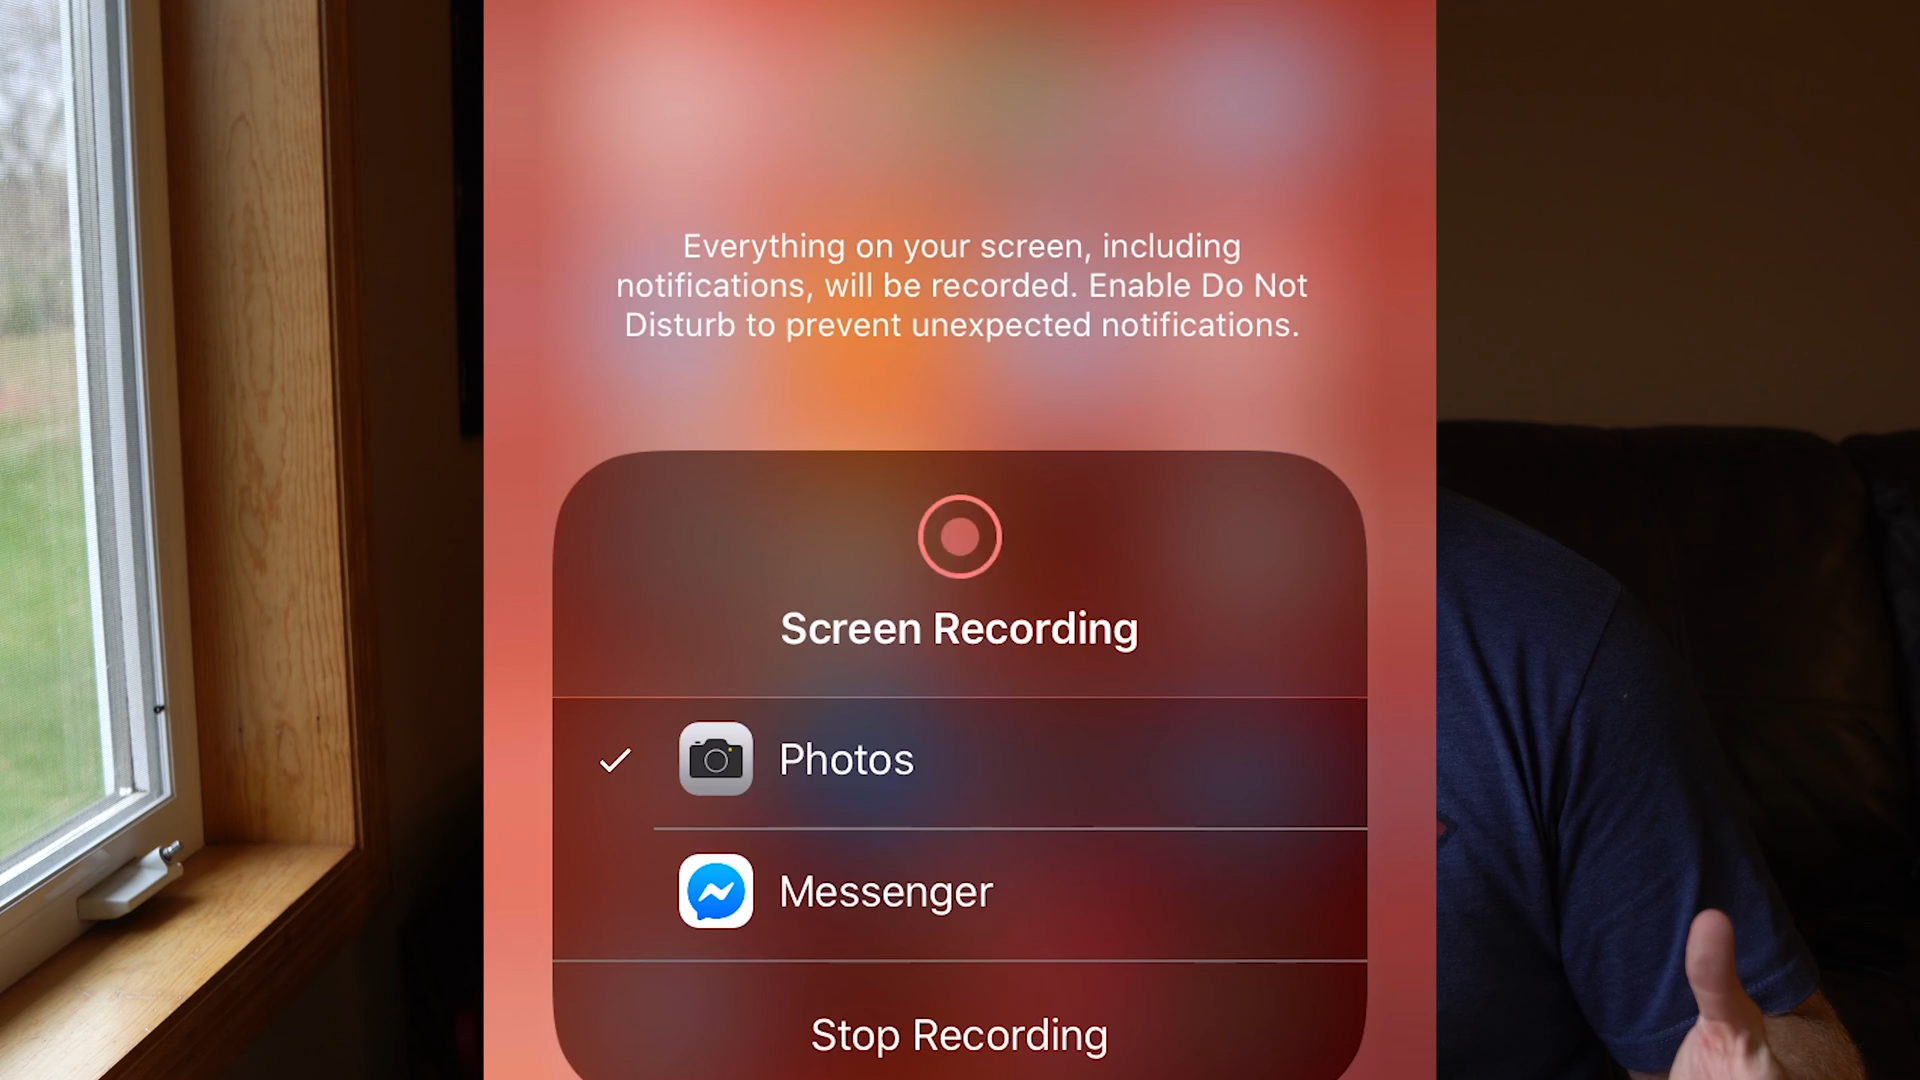 Everything on your screen, including
notifications, will be recorded. Enable Do Not
Disturb to prevent unexpected notifications.
Screen Recording
Photos
Messenger
Stop Recording